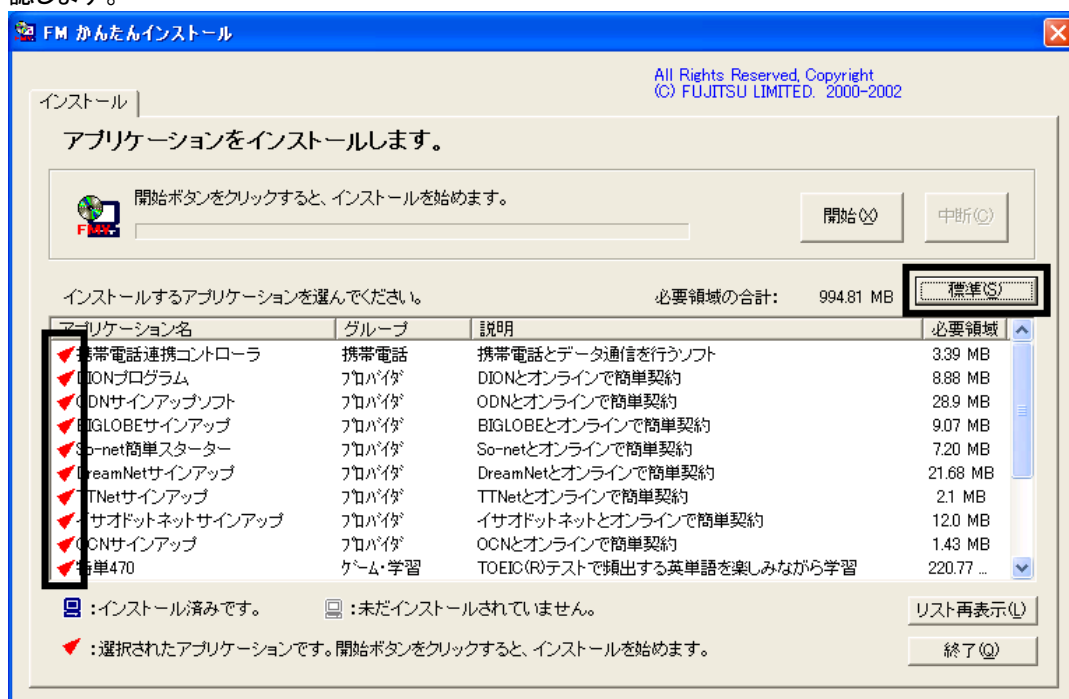 認します。
FM かんたんインストール
All Rights Reserved, Copyright
(C) FUJITSU LIMITED. 2000-2002
インストール
アプリケーションをインストールします。
開始ボタンをクリックすると、インストールを始めます。
FMV
開始(X) 中断(C)
インストールするアプリケーションを選んでください。 必要領域の合計: 994.81 MB 標準(S)
アプリケーション名 グループ 説明 必要領域
携帯電話連携コントローラ 携帯電話 携帯電話とデータ通信を行うソフト 3.39 MB
DIONプログラム プロバイダ DIONとオンラインで簡単契約 8.88 MB
ODNサインアップソフト プロバイダ ODNとオンラインで簡単契約 28.9 MB
BIGLOBEサインアップ プロバイダ BIGLOBEとオンラインで簡単契約 9.07 MB
So-net簡単スターター プロバイダ So-netとオンラインで簡単契約 7.20 MB
DreamNetサインアップ プロバイダ DreamNetとオンラインで簡単契約 21.68 MB
TTNetサインアップ プロバイダ TTNetとオンラインで簡単契約 2.1 MB
イサオドットネットサインアップ プロバイダ イサオドットネットとオンラインで簡単契約 12.0 MB
OCNサインアップ プロバイダ OCNとオンラインで簡単契約 1.43 MB
特単470 ゲーム・学習 TOEIC(R)テストで頻出する英単語を楽しみながら学習 220.77 ...
:インストール済みです。 :未だインストールされていません。 リスト再表示(L)
:選択されたアプリケーションです。開始ボタンをクリックすると、インストールを始めます。 終了(Q)